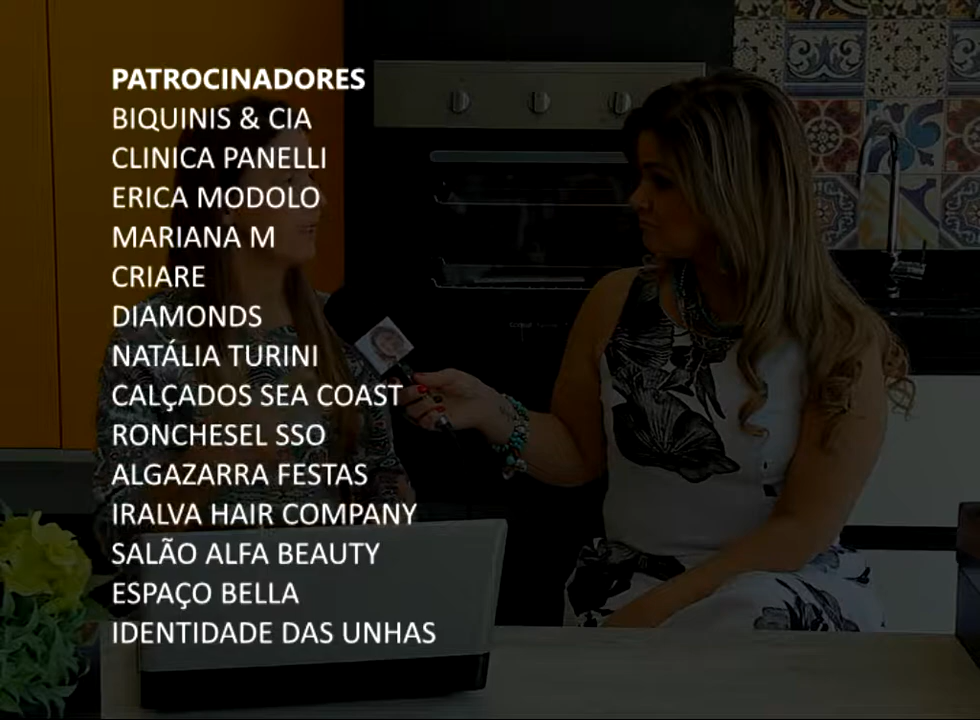 PATROCINADORES
BIQUINIS & CIA
CLINICA PANELLI
ERICA MODOLO
MARIANA M
CRIARE
DIAMONDS
NATÁLIA TURINI
CALÇADOS SEA COAST
RONCHESEL SSO
ALGAZARRA FESTAS
IRALVA HAIR COMPANY
SALÃO ALFA BEAUTY
ESPAÇO BELLA
IDENTIDADE DAS UNHAS